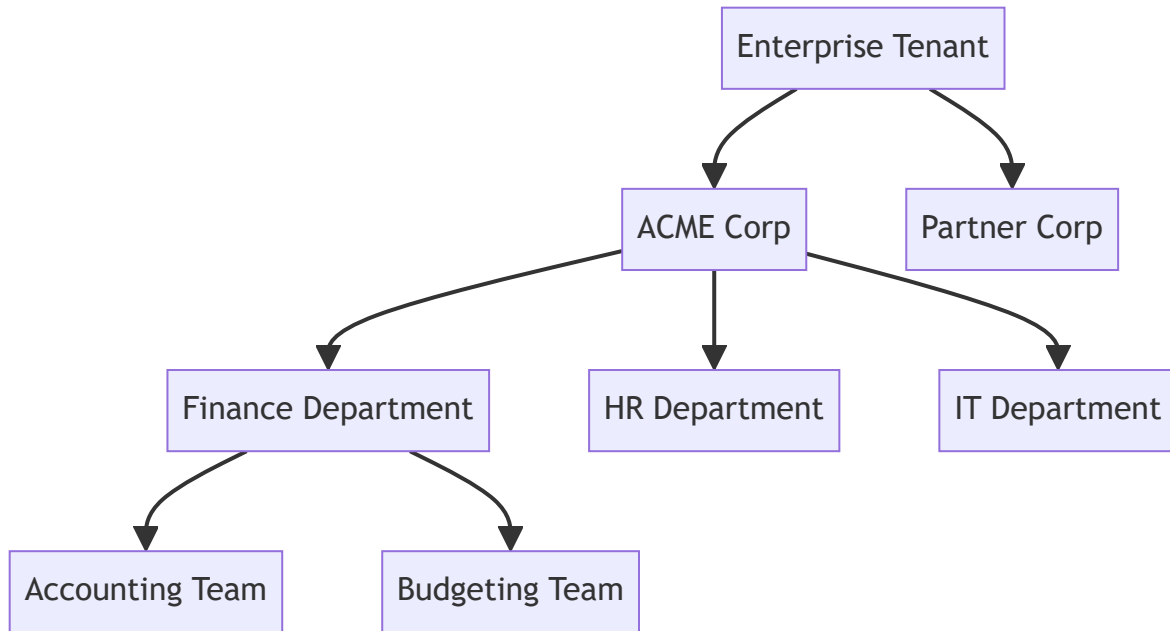 Enterprise Tenant
ACME Corp
Partner Corp
Finance Department
HR Department
IT Department
Accounting Team
Budgeting Team